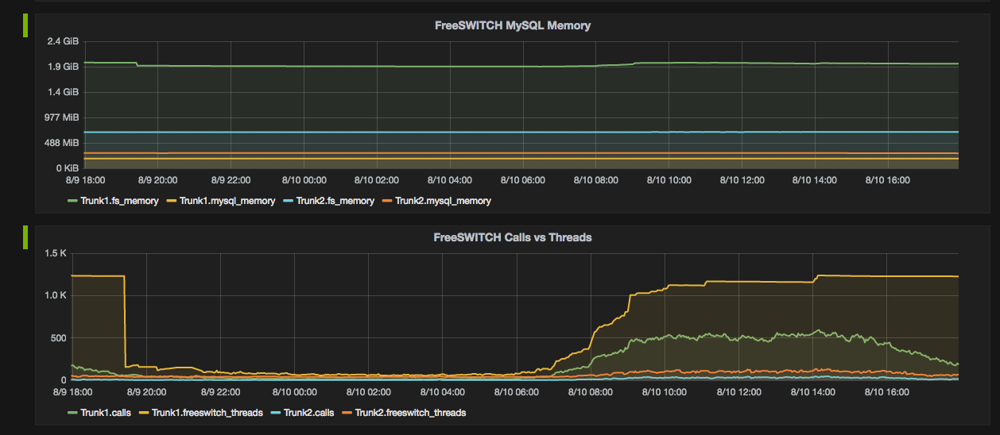 FreeSWITCH MySQL Memory
2.4 GiB
1.9 GiB
1.4 GiB
977 MiB
488 MiB
0 KiB
8/9 18:00 8/9 20:00 8/9 22:00 8/10 00:00 8/10 02:00 8/10 04:00 8/10 06:00 8/10 08:00 8/10 10:00 8/10 12:00 8/10 14:00 8/10 16:00
Trunk1.fs_memory Trunk1.mysql_memory Trunk2.fs_memory Trunk2.mysql_memory
FreeSWITCH Calls vs Threads
1.5 K
1.0 K
500
0
8/9 18:00 8/9 20:00 8/9 22:00 8/10 00:00 8/10 02:00 8/10 04:00 8/10 06:00 8/10 08:00 8/10 10:00 8/10 12:00 8/10 14:00 8/10 16:00
Trunk1.calls Trunk1.freeswitch_threads Trunk2.calls Trunk2.freeswitch_threads